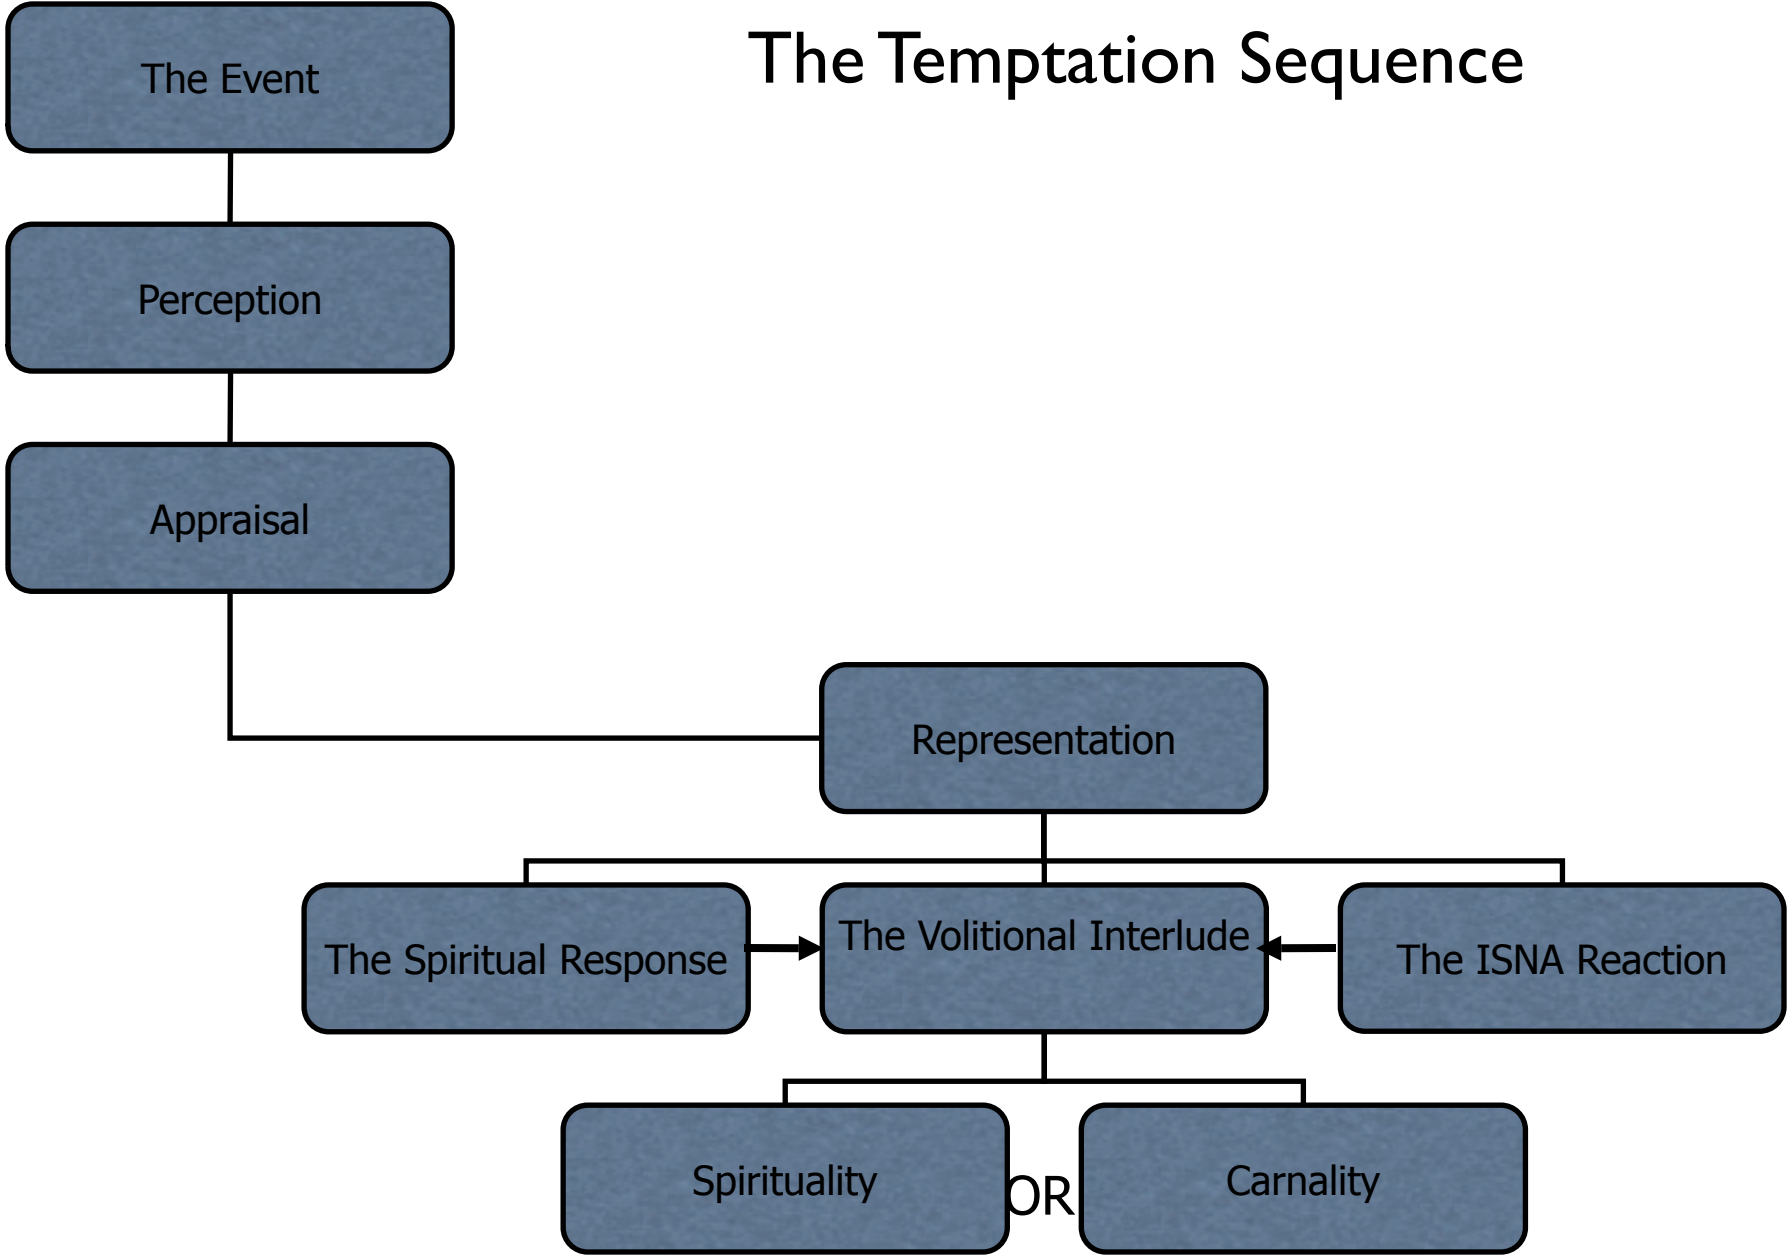 The Temptation Sequence
The Event
Perception
Appraisal
Representation
The Spiritual Response
The Volitional Interlude
The ISNA Reaction
Spirituality
OR
Carnality